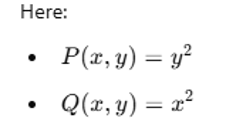 Here:
• P(x, y) = y²
• Q(x, y) = x²